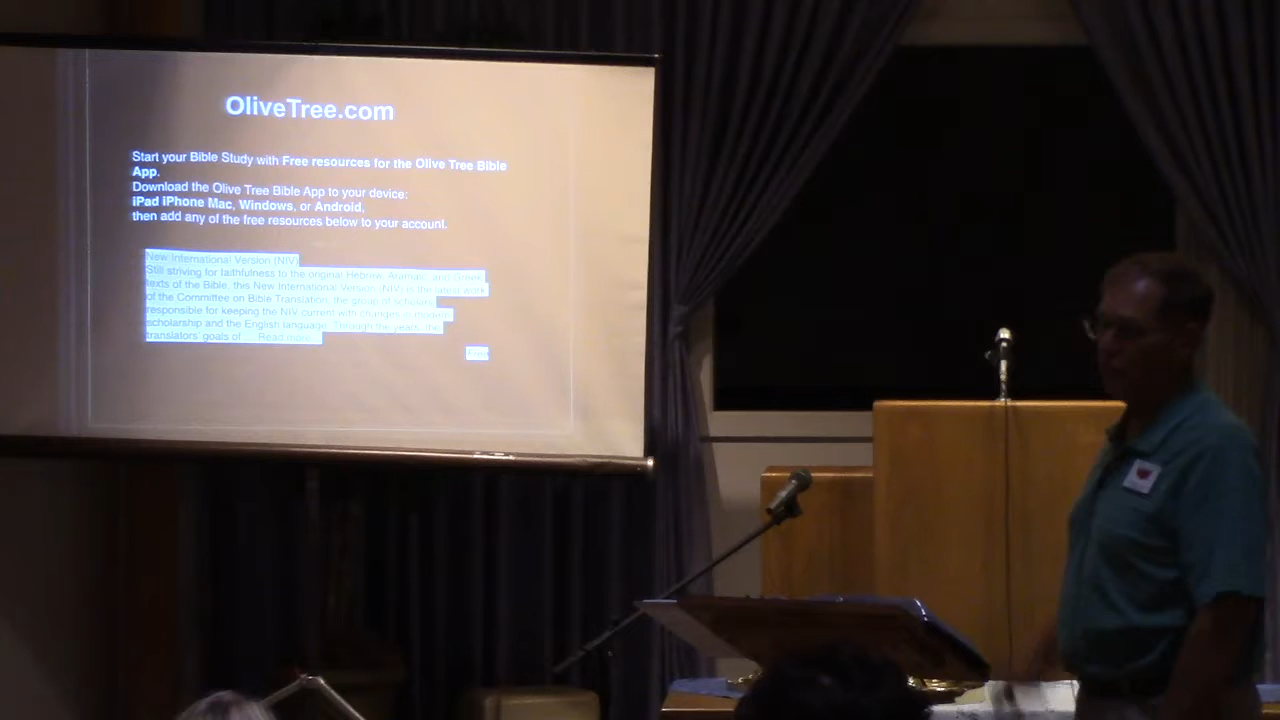 OliveTree.com
Start your Bible Study with Free resources for the Olive Tree Bible
App.
Download the Olive Tree Bible App to your device:
iPad iPhone Mac, Windows, or Android,
then add any of the free resources below to your account.
New International Version (NIV)
Still striving for faithfulness to the original Hebrew, Aramaic, and Greek
texts of the Bible, this New International Version (NIV) is the latest work
of the Committee on Bible Translation, the group of scholars
responsible for keeping the NIV current with changes in modern
scholarship and the English language. Through the years, the
translators' goals of ... Read more...